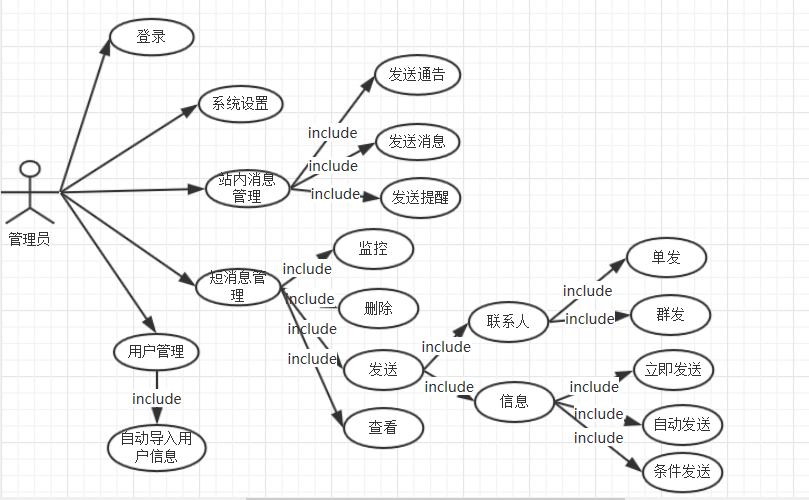 登录
系统设置
发送通告
include
发送消息
include
站内消息
管理
include
发送提醒
管理员
监控
include
短消息管
理
include
删除
include
include
发送
查看
联系人
include
include
信息
单发
include
include
群发
立即发送
include
include
自动发送
include
条件发送
用户管理
include
自动导入用
户信息